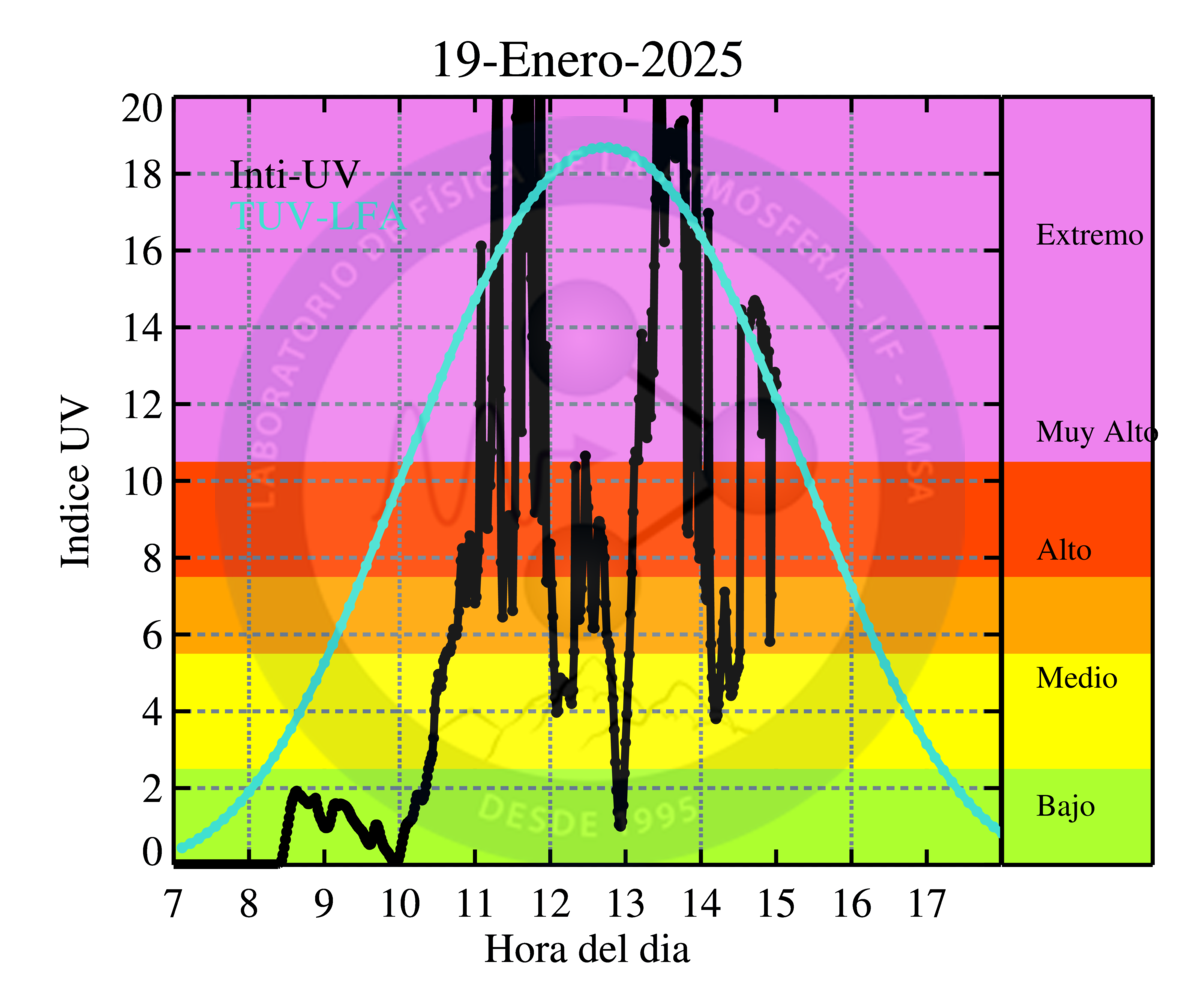 19-Enero-2025
Indice UV
20
18
16
14
12
10
8
6
4
2
0
Inti-UV
TUV-LFA
LABORATORIO DE FÍSICA DE LA ATMÓSFERA - IIF - UMSA
DESDE 1995
Extremo
Muy Alto
Alto
Medio
Bajo
7 8 9 10 11 12 13 14 15 16 17
Hora del dia